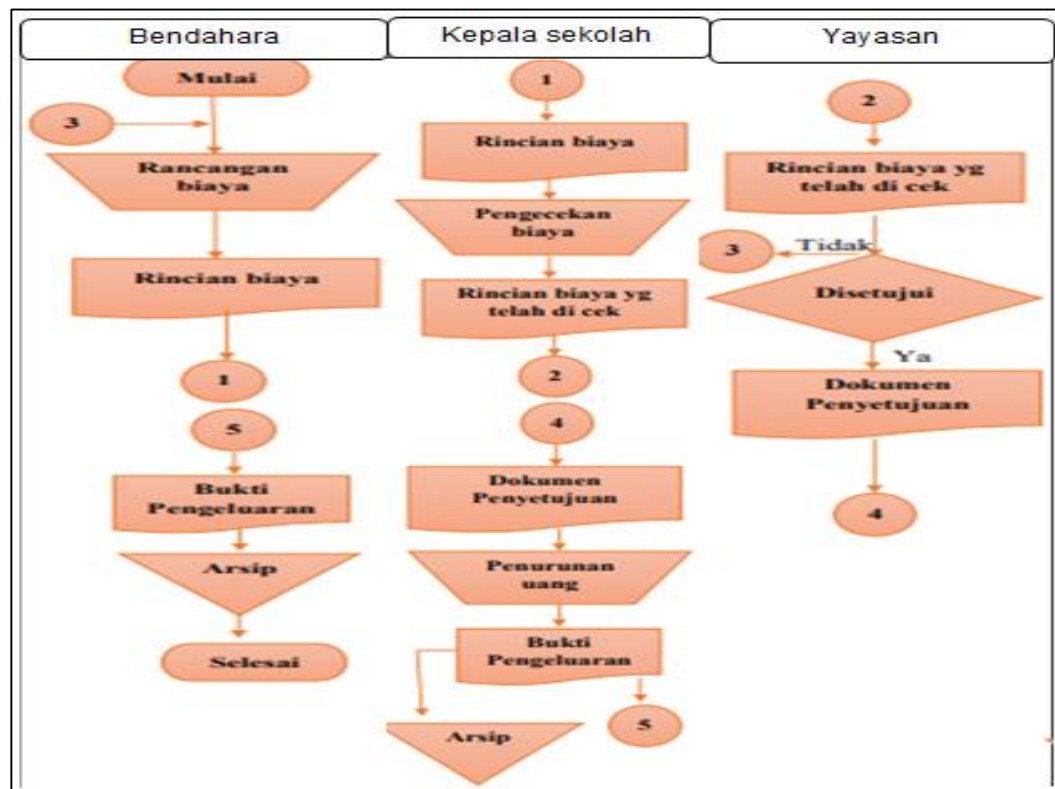 Bendahara
Kepala sekolah
Yayasan
Mulai
3
Rancangan
biaya
Rincian biaya
1
5
Bukti
Pengeluaran
Arsip
Selesai
1
Rincian biaya
Pengecekan
biaya
Rincian biaya yg
telah di cek
2
4
Dokumen
Penyetujuan
Penurunan
uang
Bukti
Pengeluaran
Arsip
5
2
Rincian biaya yg
telah di cek
3
Tidak
Disetujui
Ya
Dokumen
Penyetujuan
4